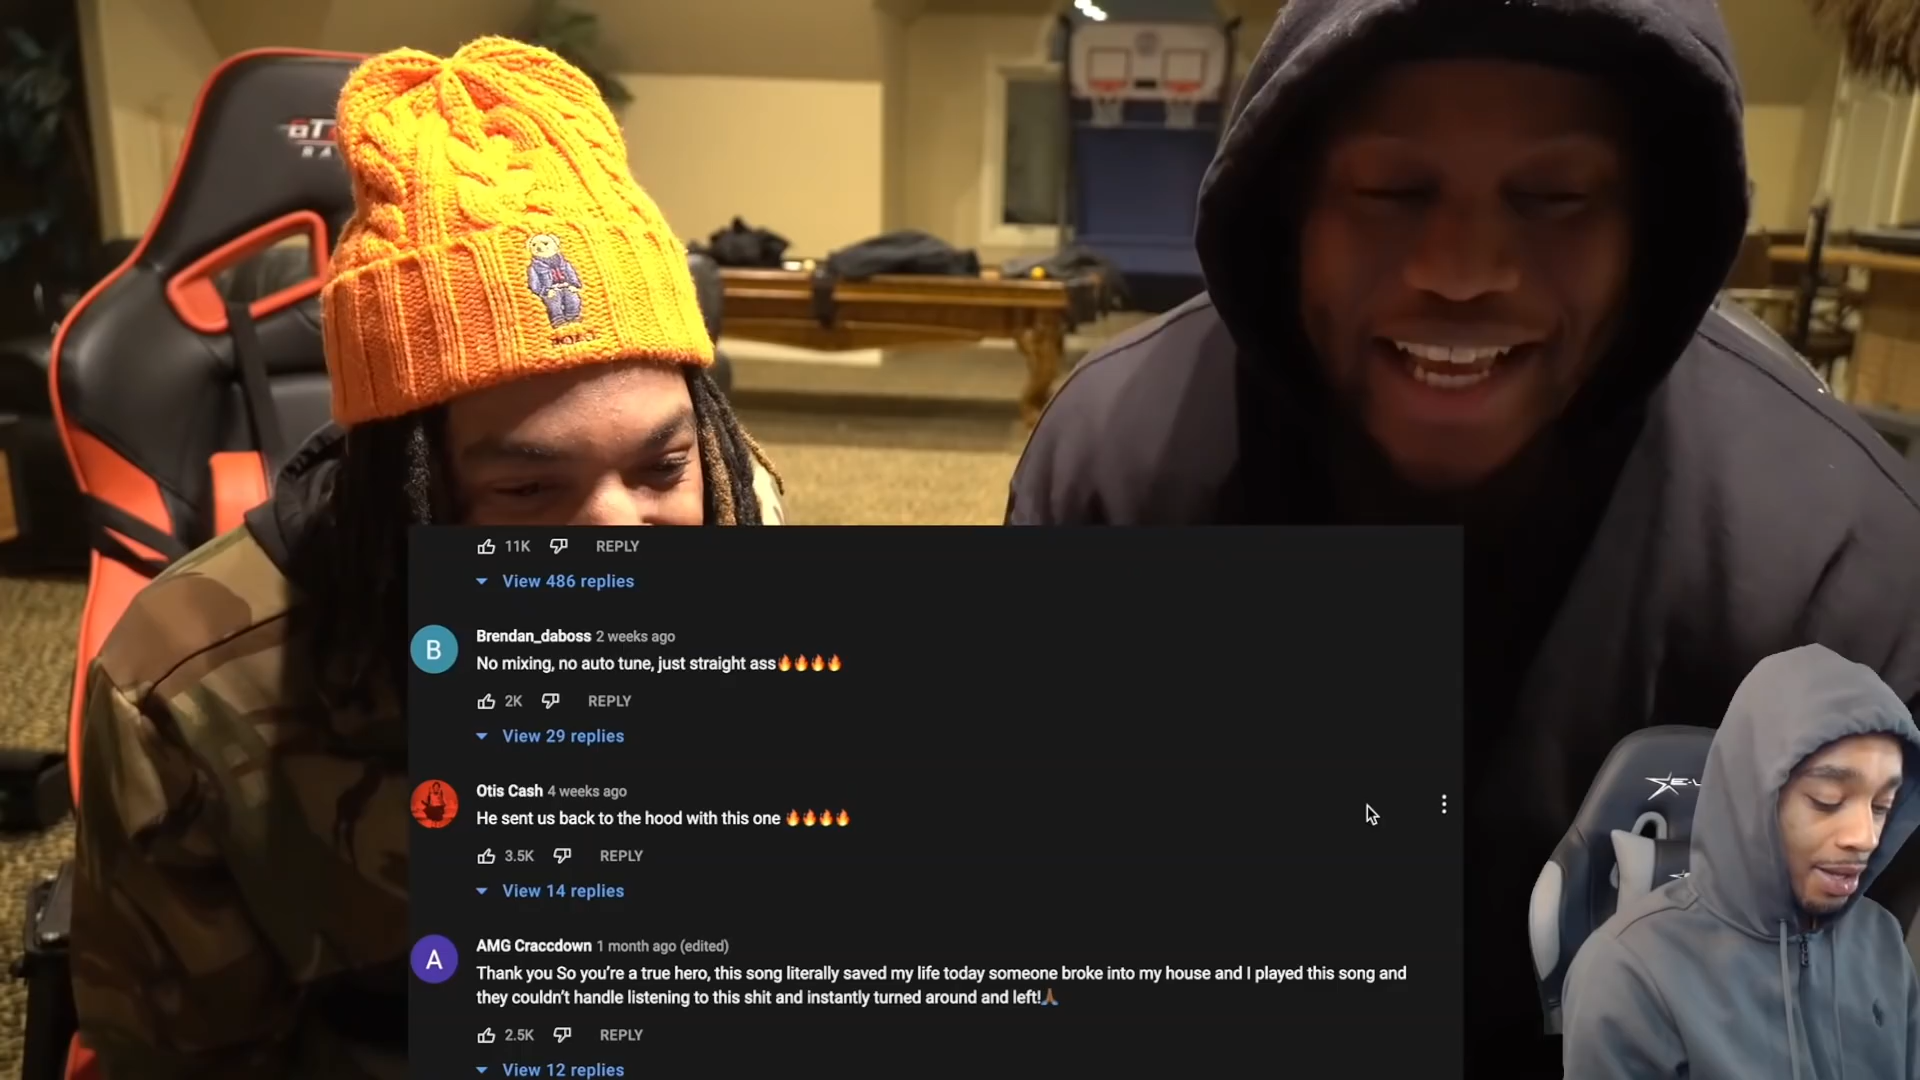 GT
RA
POLO
11K REPLY
View 486 replies
B
Brendan_daboss 2 weeks ago
No mixing, no auto tune, just straight ass🔥🔥🔥🔥
2K REPLY
View 29 replies
Otis Cash 4 weeks ago
He sent us back to the hood with this one 🔥🔥🔥🔥
3.5K REPLY
View 14 replies
A
AMG Craccdown 1 month ago (edited)
Thank you So you're a true hero, this song literally saved my life today someone broke into my house and I played this song and
they couldn't handle listening to this shit and instantly turned around and left!🙏🏾
2.5K REPLY
View 12 replies